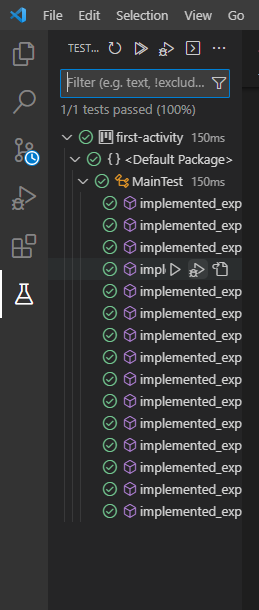 File Edit Selection View Go
TEST...
Filter (e.g. text, !exclud...
1/1 tests passed (100%)
first-activity 150ms
{ } <Default Package>
MainTest 150ms
implemented_exp
implemented_exp
implemented_exp
impl
implemented_exp
implemented_exp
implemented_exp
implemented_exp
implemented_exp
implemented_exp
implemented_exp
implemented_exp
implemented_exp
implemented_exp
implemented_exp